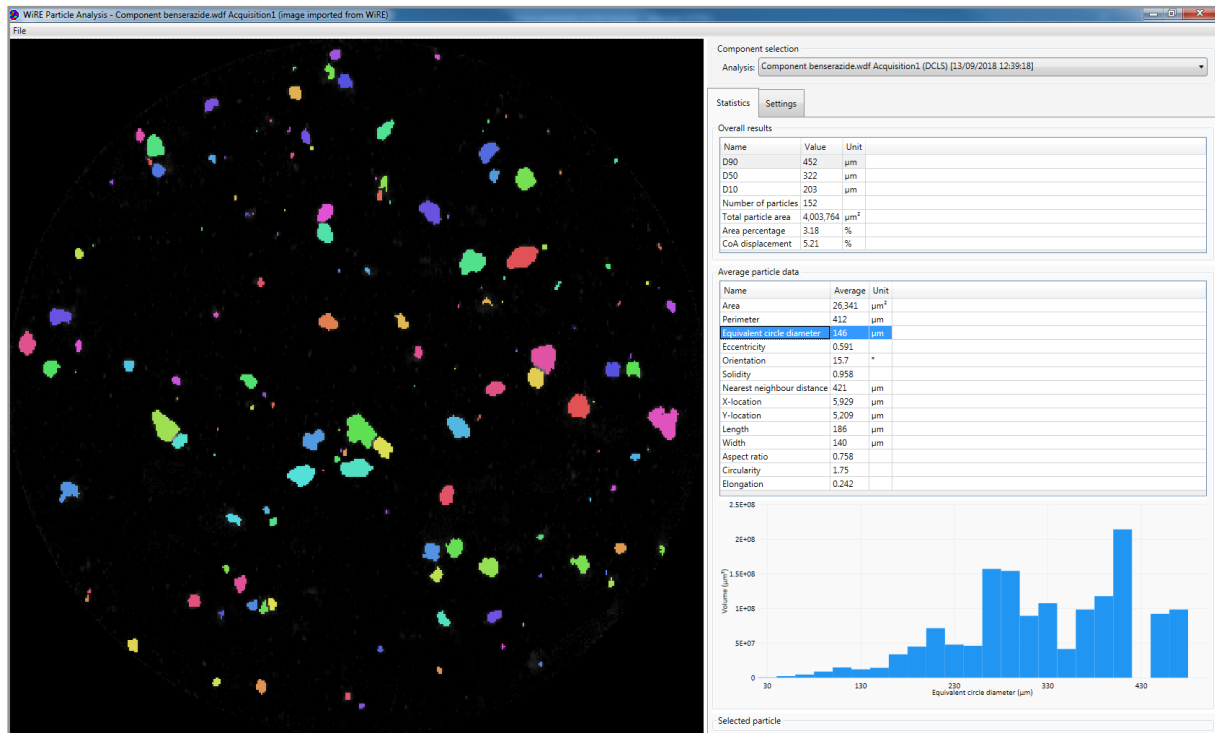 WiRE Particle Analysis - Component benserazide.wdf Acquisition1 (image imported from WiRE)
File
Component selection
Analysis: Component benserazide.wdf Acquisition1 (DCLS) [13/09/2018 12:39:18]
Statistics Settings
Overall results
Name Value Unit
D90 452 µm
D50 322 µm
D10 203 µm
Number of particles 152
Total particle area 4,003,764 µm²
Area percentage 3.18 %
CoA displacement 5.21 %
Average particle data
Name Average Unit
Area 26,341 µm²
Perimeter 412 µm
Equivalent circle diameter 146 µm
Eccentricity 0.591
Orientation 15.7 °
Solidity 0.958
Nearest neighbour distance 421 µm
X-location 5,929 µm
Y-location 5,209 µm
Length 186 µm
Width 140 µm
Aspect ratio 0.758
Circularity 1.75
Elongation 0.242
2.5E+08
2E+08
1.5E+08
1E+08
5E+07
0
Volume (µm³)
30 130 230 330 430
Equivalent circle diameter (µm)
Selected particle